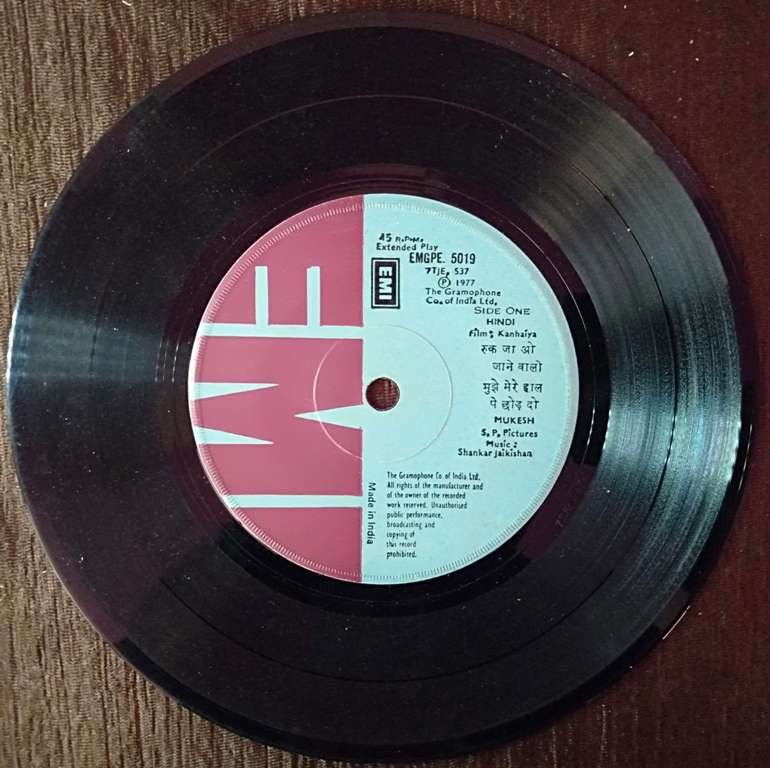 45 R.P.M.
Extended Play
EMGPE. 5019
7TJE. 537
Ⓟ 1977
The Gramophone
Co. of India Ltd.
SIDE ONE
HINDI
Film: Kanhaiya
रुक जा ओ
जाने वालो
मुझे मेरे हाल
पे छोड़ दो
MUKESH
S. P. Pictures
Music:
Shankar Jaikishan
EMI
EMI
The Gramophone Co. of India Ltd.
All rights of the manufacturer and
of the owner of the recorded
work reserved. Unauthorised
public performance,
broadcasting and
copying of
this record
prohibited.
Made in India